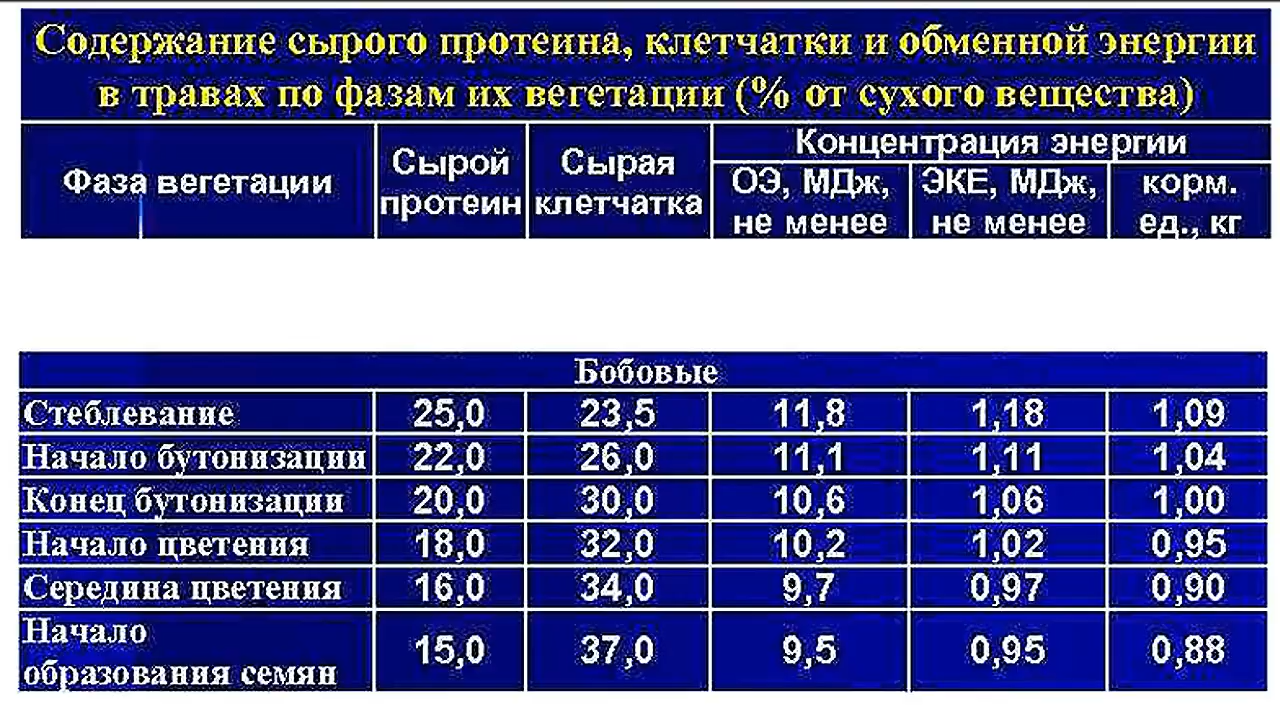 Содержание сырого протеина, клетчатки и обменной энергии
в травах по фазам их вегетации (% от сухого вещества)
Фаза вегетации
Сырой
протеин
Сырая
клетчатка
Концентрация энергии
ОЭ, МДж,
не менее
ЭКЕ, МДж,
не менее
корм.
ед., кг
Бобовые
Стеблевание 25,0 23,5 11,8 1,18 1,09
Начало бутонизации 22,0 26,0 11,1 1,11 1,04
Конец бутонизации 20,0 30,0 10,6 1,06 1,00
Начало цветения 18,0 32,0 10,2 1,02 0,95
Середина цветения 16,0 34,0 9,7 0,97 0,90
Начало
образования семян 15,0 37,0 9,5 0,95 0,88